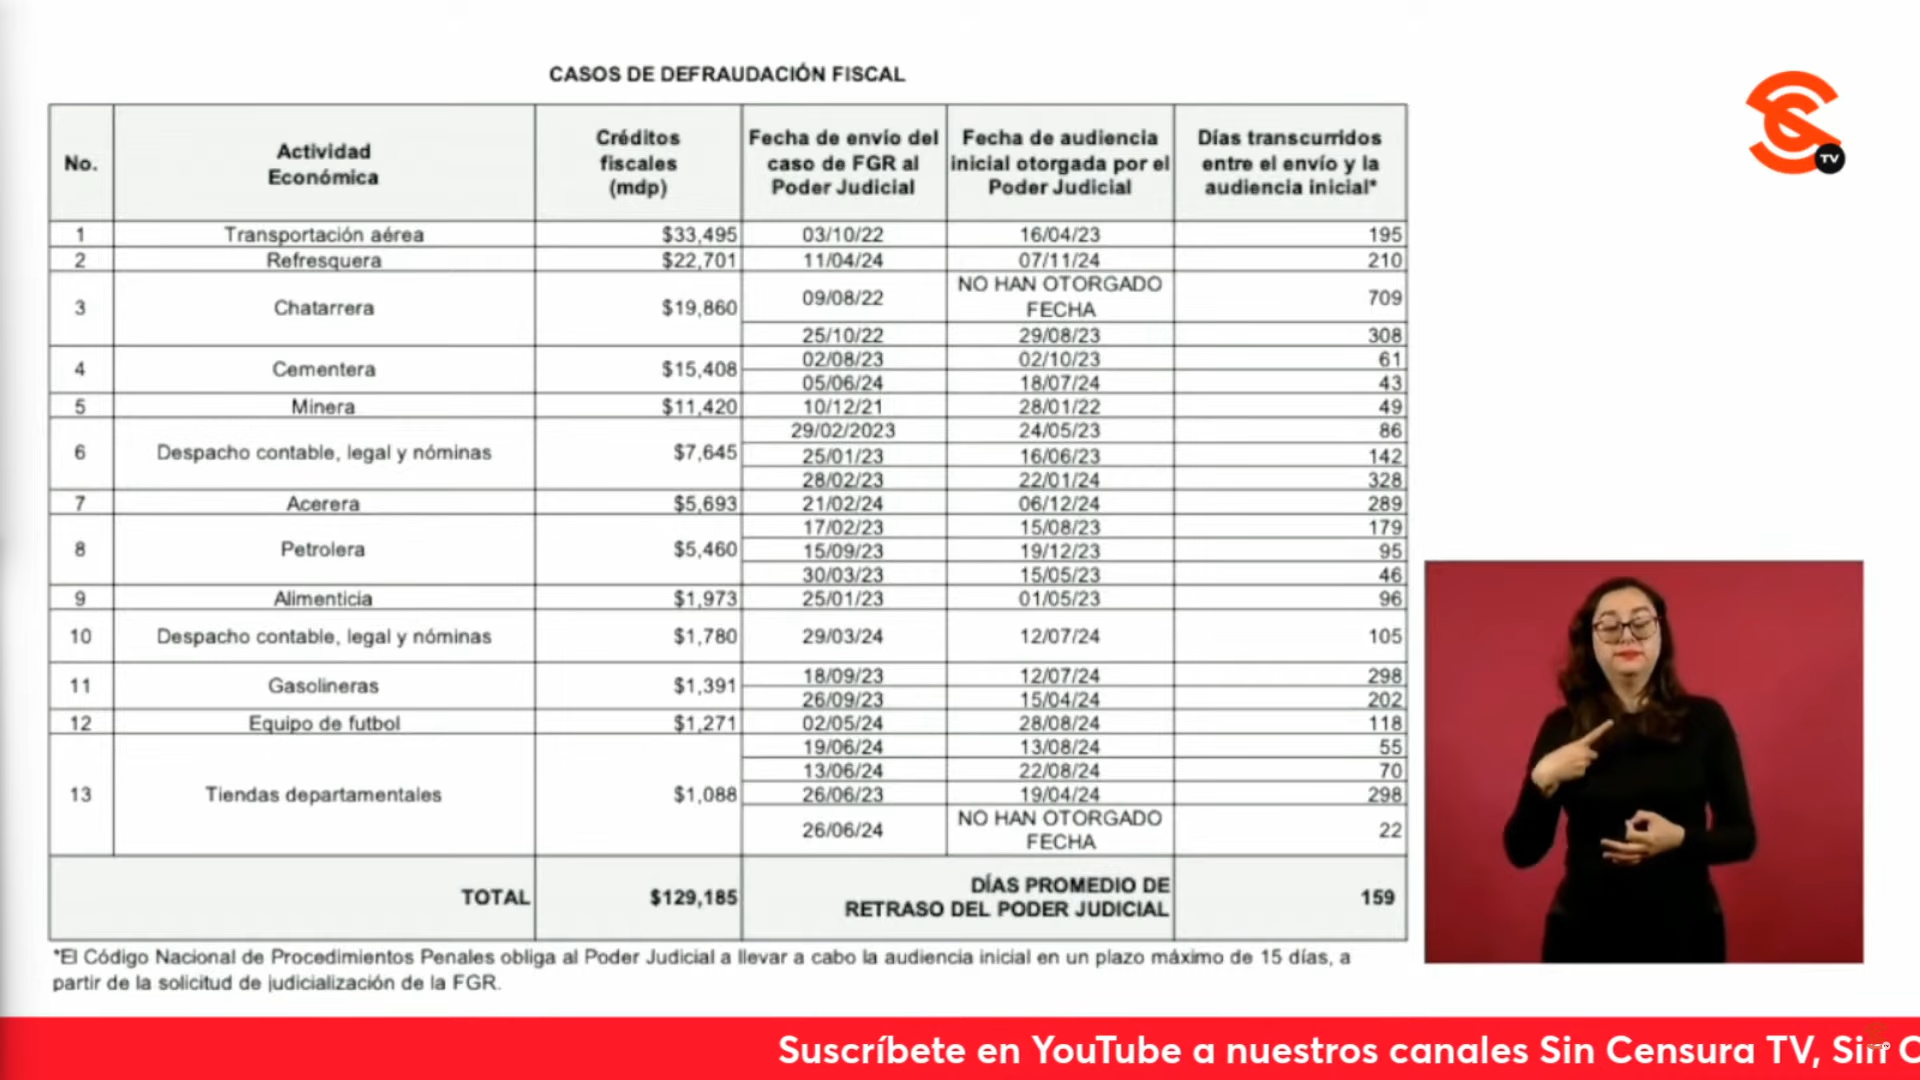 CASOS DE DEFRAUDACIÓN FISCAL
No. Actividad Económica Créditos fiscales (mdp) Fecha de envío del caso de FGR al Poder Judicial Fecha de audiencia inicial otorgada por el Poder Judicial Días transcurridos entre el envío y la audiencia inicial*
1 Transportación aérea $33,495 03/10/22 16/04/23 195
2 Refresquera $22,701 11/04/24 07/11/24 210
3 Chatarrera $19,860 09/08/22 NO HAN OTORGADO FECHA 709
25/10/22 29/08/23 308
4 Cementera $15,408 02/08/23 02/10/23 61
05/06/24 18/07/24 43
5 Minera $11,420 10/12/21 28/01/22 49
6 Despacho contable, legal y nóminas $7,645 29/02/2023 24/05/23 86
25/01/23 16/06/23 142
28/02/23 22/01/24 328
7 Acerera $5,693 21/02/24 06/12/24 289
8 Petrolera $5,460 17/02/23 15/08/23 179
15/09/23 19/12/23 95
30/03/23 15/05/23 46
9 Alimenticia $1,973 25/01/23 01/05/23 96
10 Despacho contable, legal y nóminas $1,780 29/03/24 12/07/24 105
11 Gasolineras $1,391 18/09/23 12/07/24 298
26/09/23 15/04/24 202
12 Equipo de futbol $1,271 02/05/24 28/08/24 118
13 Tiendas departamentales $1,088 19/06/24 13/08/24 55
13/06/24 22/08/24 70
26/06/23 19/04/24 298
26/06/24 NO HAN OTORGADO FECHA 22
TOTAL $129,185 DÍAS PROMEDIO DE RETRASO DEL PODER JUDICIAL 159
*El Código Nacional de Procedimientos Penales obliga al Poder Judicial a llevar a cabo la audiencia inicial en un plazo máximo de 15 días, a
partir de la solicitud de judicialización de la FGR.
TV
Suscríbete en YouTube a nuestros canales Sin Censura TV, Sin C